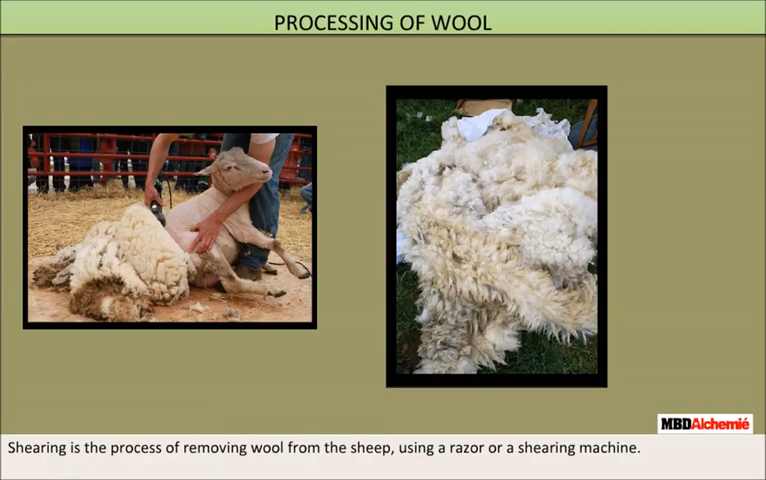 PROCESSING OF WOOL
MBDAlchemié
Shearing is the process of removing wool from the sheep, using a razor or a shearing machine.